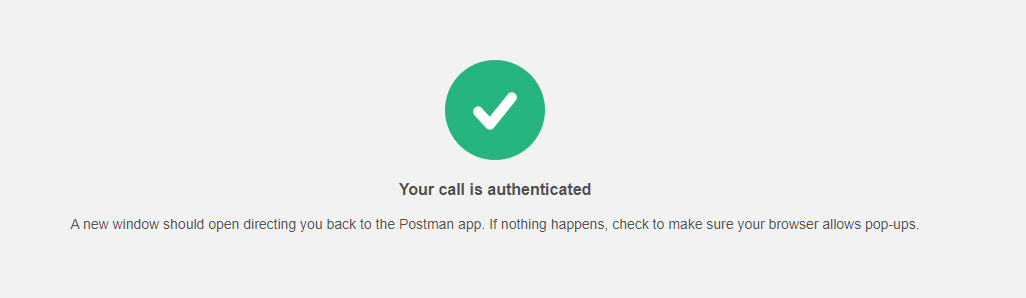 Your call is authenticated
A new window should open directing you back to the Postman app. If nothing happens, check to make sure your browser allows pop-ups.